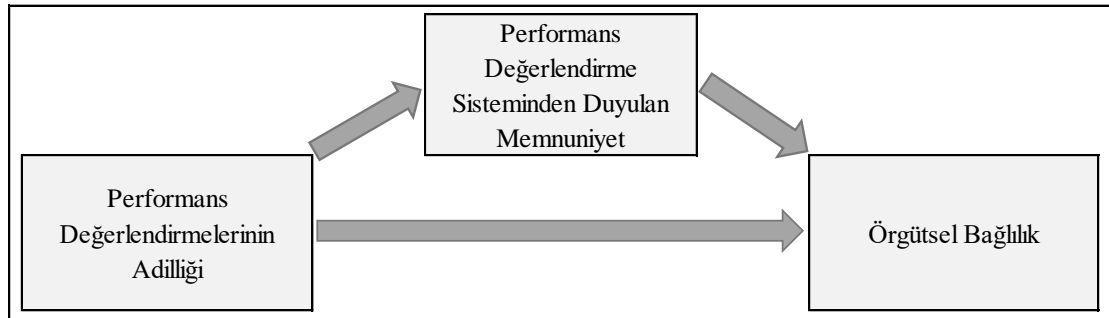 Performans
Değerlendirme
Sisteminden Duyulan
Memnuniyet
Performans
Değerlendirmelerinin
Adilliği
Örgütsel Bağlılık